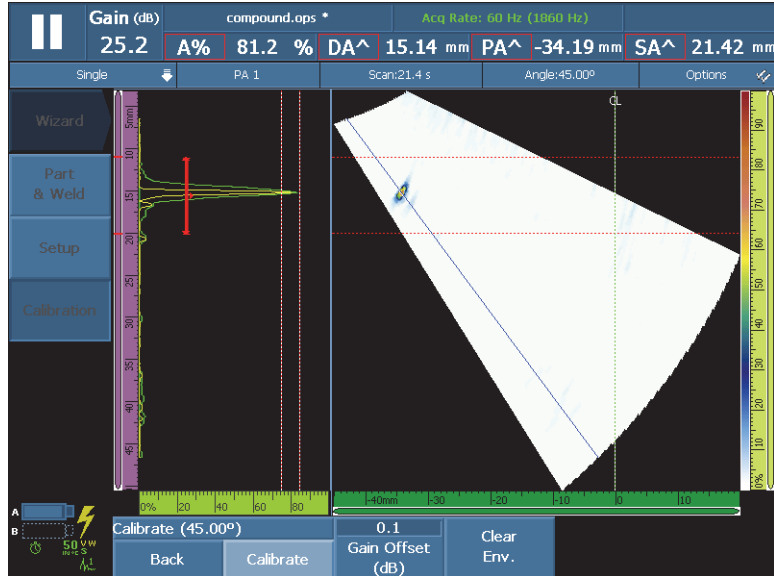 Gain (dB) compound.ops * Acq Rate: 60 Hz (1860 Hz)
25.2 A% 81.2 % DA^ 15.14 mm PA^ -34.19 mm SA^ 21.42 mm
Single PA 1 Scan:21.4 s Angle:45.00º Options
Wizard
Part
& Weld
Setup
Calibration
5mm
10
15
20
25
30
35
40
45
0% 20 40 60 80
CL
-40mm -30 -20 -10 0 10
90
80
70
60
50
40
30
20
10
0%
A
B
50
Calibrate (45.00º) 0.1 Clear
Back Calibrate Gain Offset Env.
(dB)